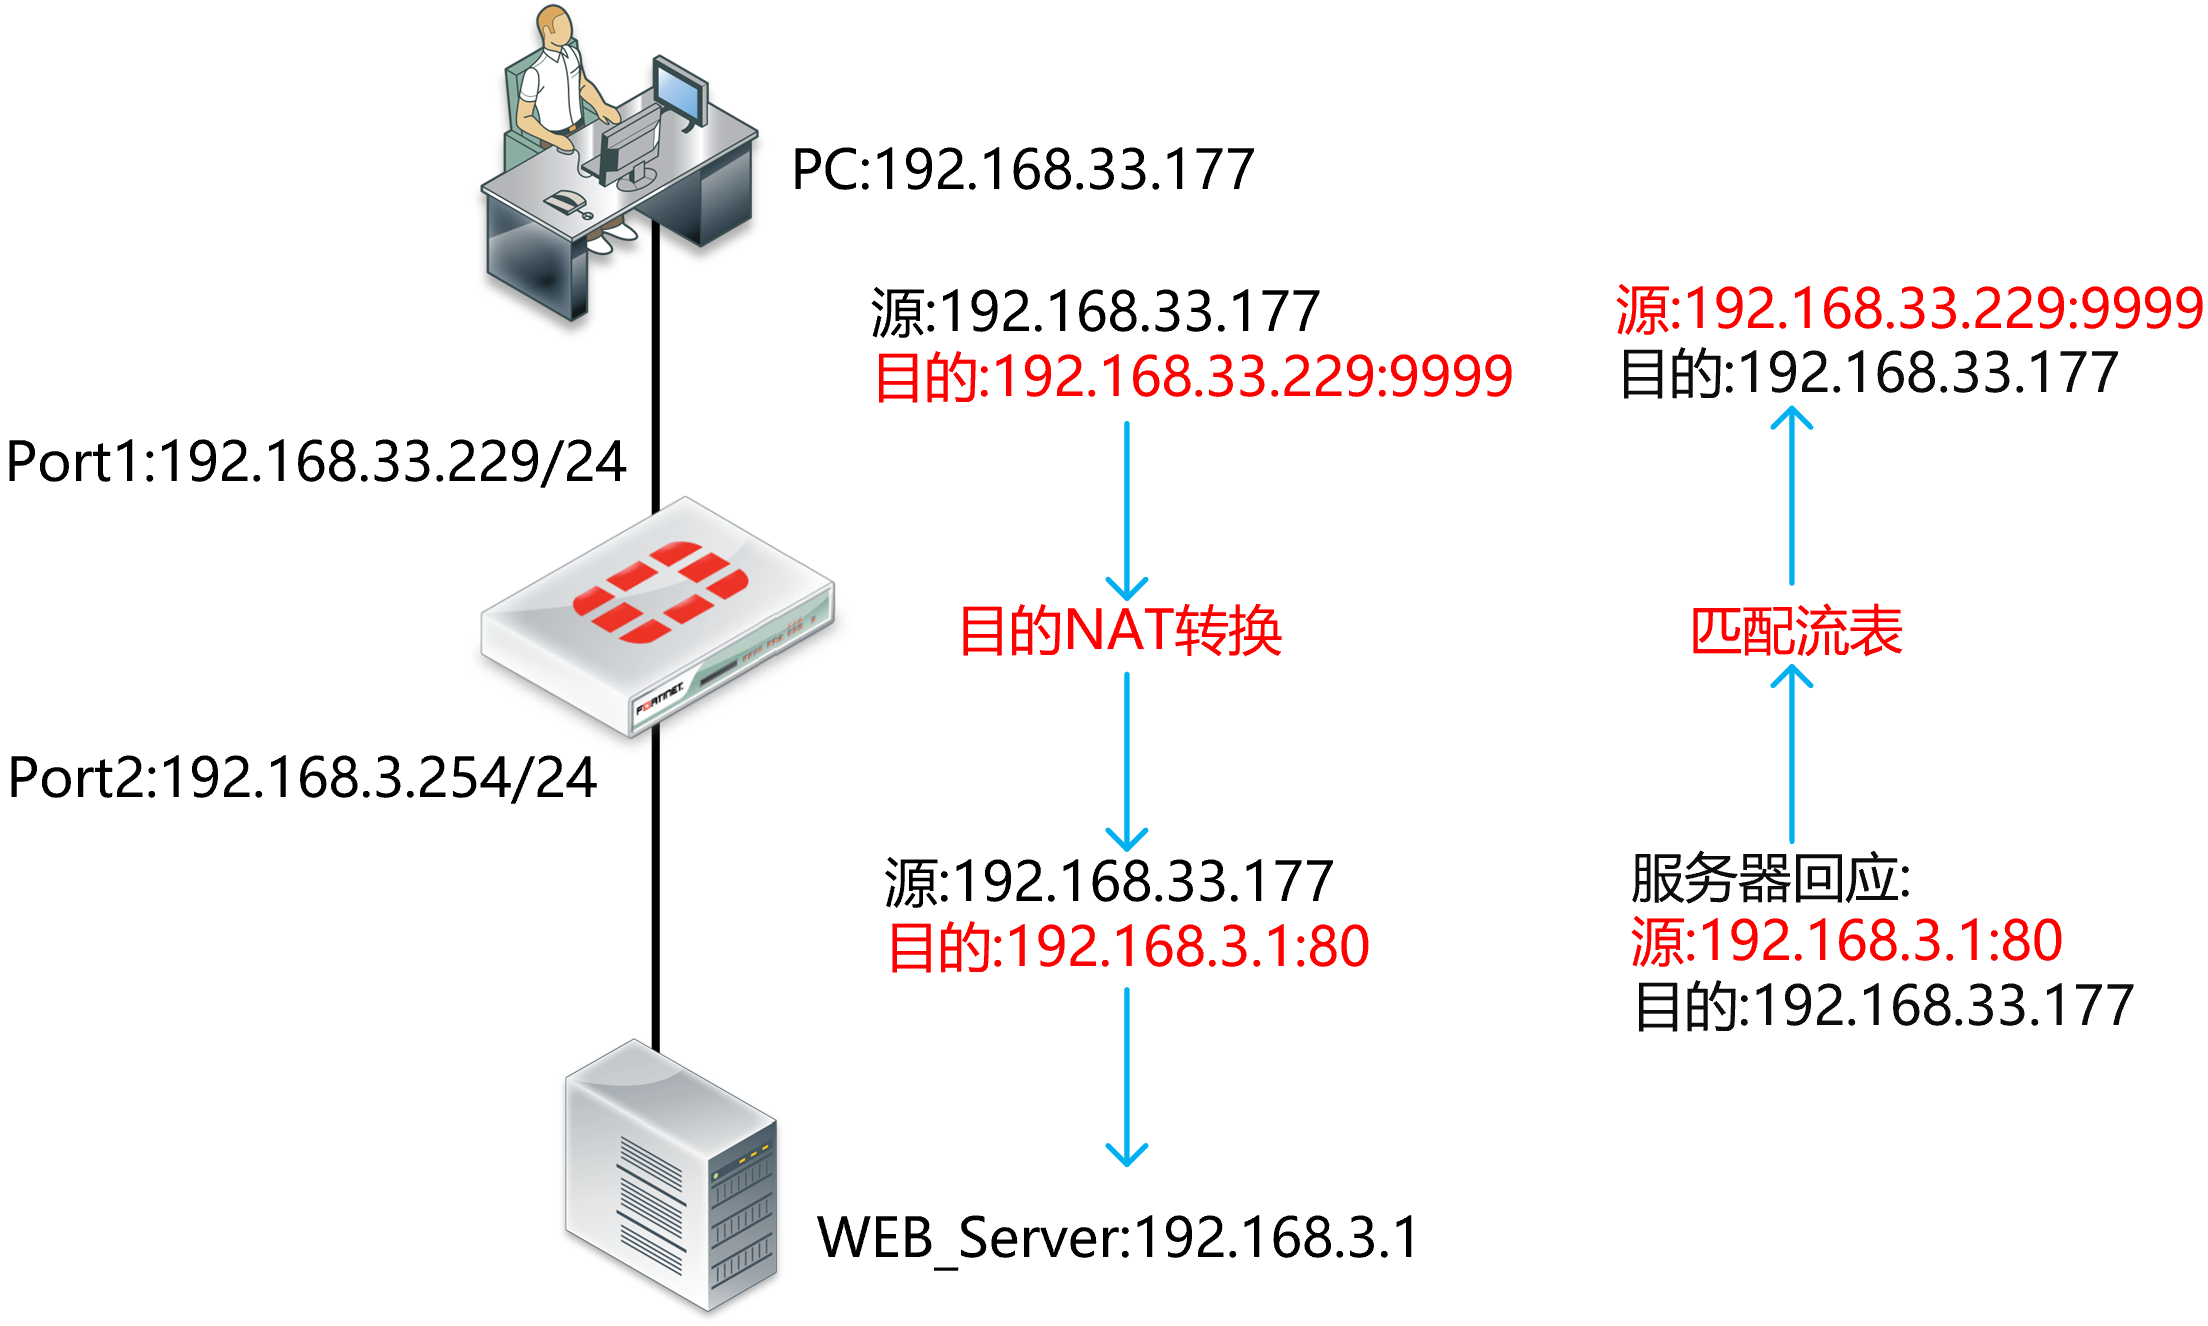 PC:192.168.33.177
源:192.168.33.177
目的:192.168.33.229:9999
源:192.168.33.229:9999
目的:192.168.33.177
Port1:192.168.33.229/24
目的NAT转换
匹配流表
FORTINET
Port2:192.168.3.254/24
源:192.168.33.177
目的:192.168.3.1:80
服务器回应:
源:192.168.3.1:80
目的:192.168.33.177
WEB_Server:192.168.3.1